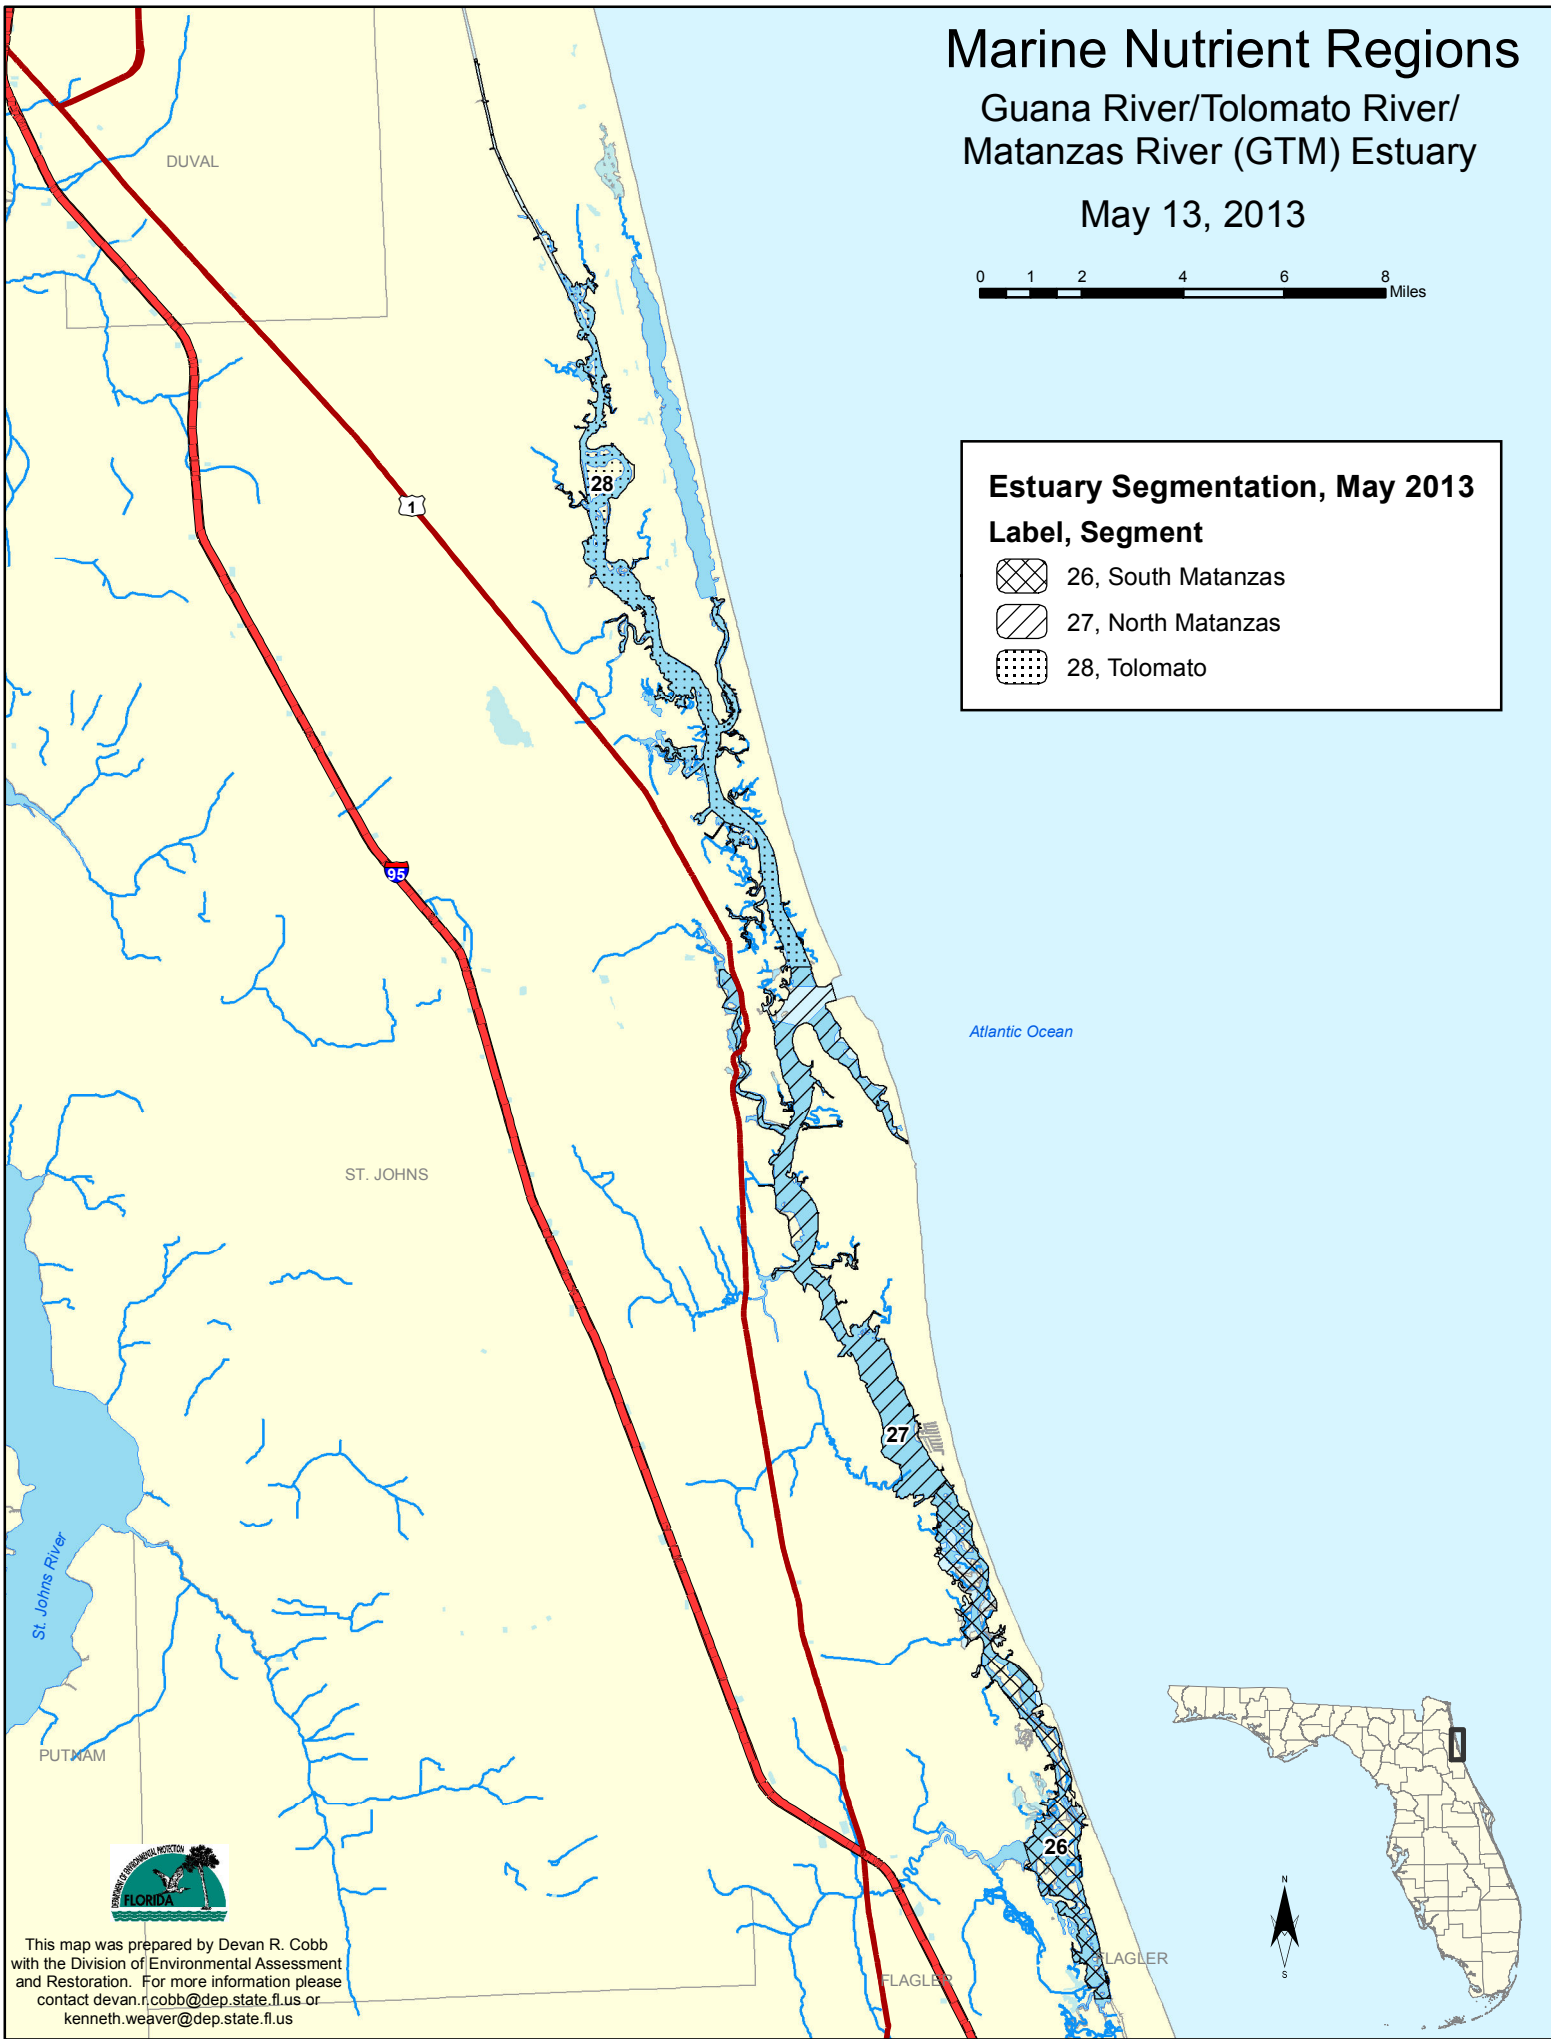 Marine Nutrient Regions
Guana River/Tolomato River/
Matanzas River (GTM) Estuary
May 13, 2013
0 1 2 4 6 8
Miles
Estuary Segmentation, May 2013
Label, Segment
26, South Matanzas
27, North Matanzas
28, Tolomato
DUVAL
28
1
95
Atlantic Ocean
ST. JOHNS
27
St. Johns River
PUTNAM
26
FLAGLER
FLAGLER
N
S
DEPARTMENT OF ENVIRONMENTAL PROTECTION
FLORIDA
This map was prepared by Devan R. Cobb
with the Division of Environmental Assessment
and Restoration. For more information please
contact devan.r.cobb@dep.state.fl.us or
kenneth.weaver@dep.state.fl.us